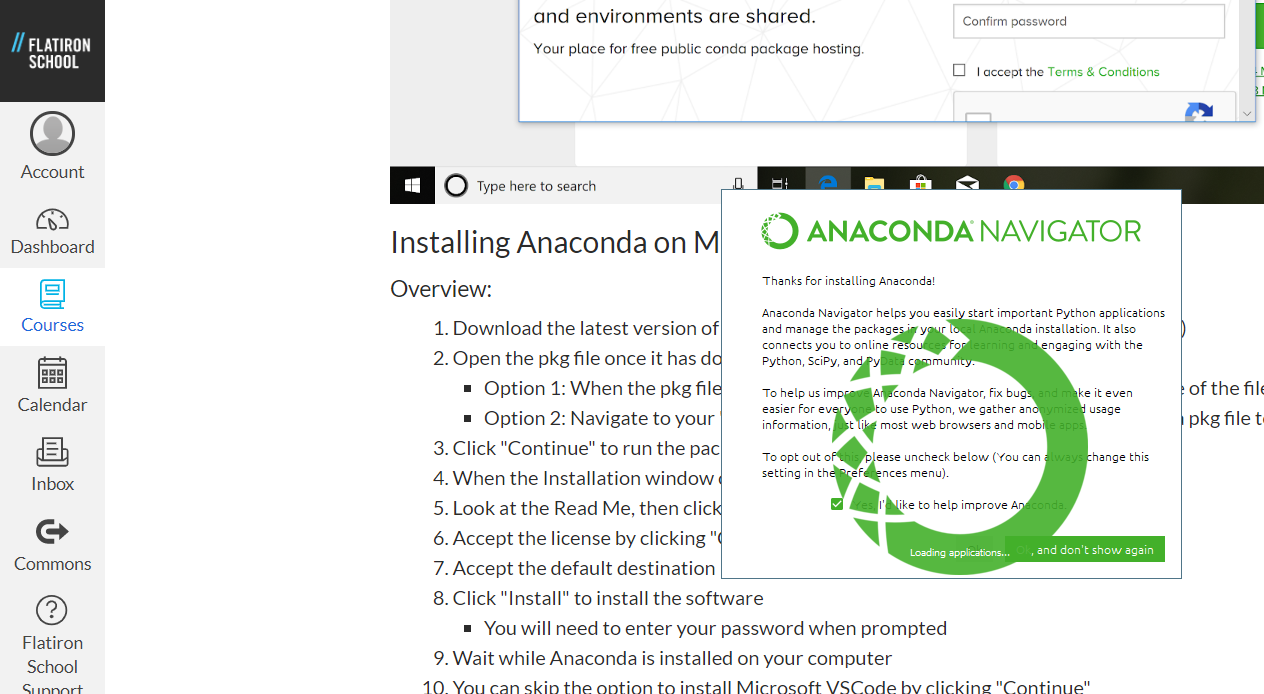 FLATIRON
SCHOOL
Account
Dashboard
Courses
Calendar
Inbox
Commons
Flatiron
School
Support
and environments are shared.
Your place for free public conda package hosting.
Confirm password
I accept the Terms & Conditions
Type here to search
Installing Anaconda on M
Overview:
1. Download the latest version of
2. Open the pkg file once it has do
Option 1: When the pkg file
e of the file
Option 2: Navigate to your
pkg file to
3. Click "Continue" to run the pac
4. When the Installation window
5. Look at the Read Me, then click
6. Accept the license by clicking "C
7. Accept the default destination
8. Click "Install" to install the software
You will need to enter your password when prompted
9. Wait while Anaconda is installed on your computer
10. You can skip the option to install Microsoft VSCode by clicking "Continue"
ANACONDA NAVIGATOR
Thanks for installing Anaconda!
Anaconda Navigator helps you easily start important Python applications
and manage the packages in your local Anaconda installation. It also
connects you to online resources for learning and engaging with the
Python, SciPy, and PyData community.
To help us improve Anaconda Navigator, fix bugs, and make it even
easier for everyone to use Python, we gather anonymized usage
information, just like most web browsers and mobile apps.
To opt out of this, please uncheck below (You can always change this
setting in the Preferences menu).
Yes, I'd like to help improve Anaconda.
Loading applications...
, and don't show again